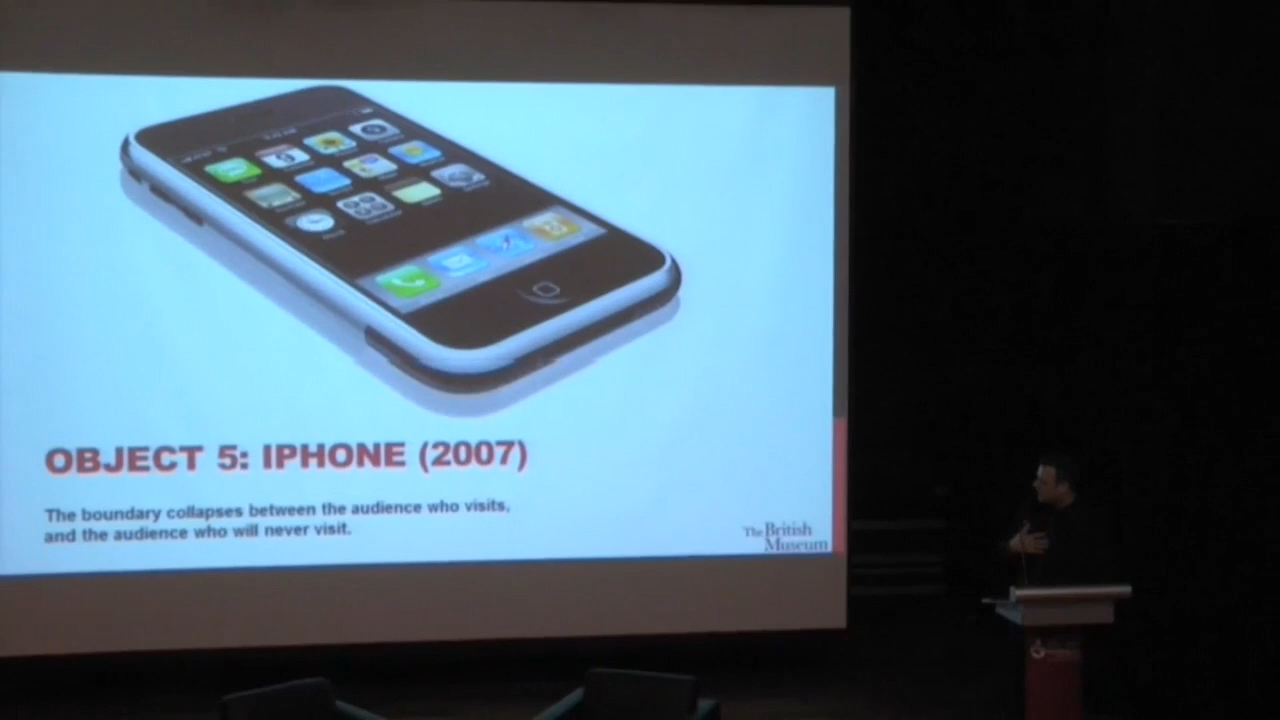 9
OBJECT 5: IPHONE (2007)
The boundary collapses between the audience who visits,
and the audience who will never visit.
The British
Museum